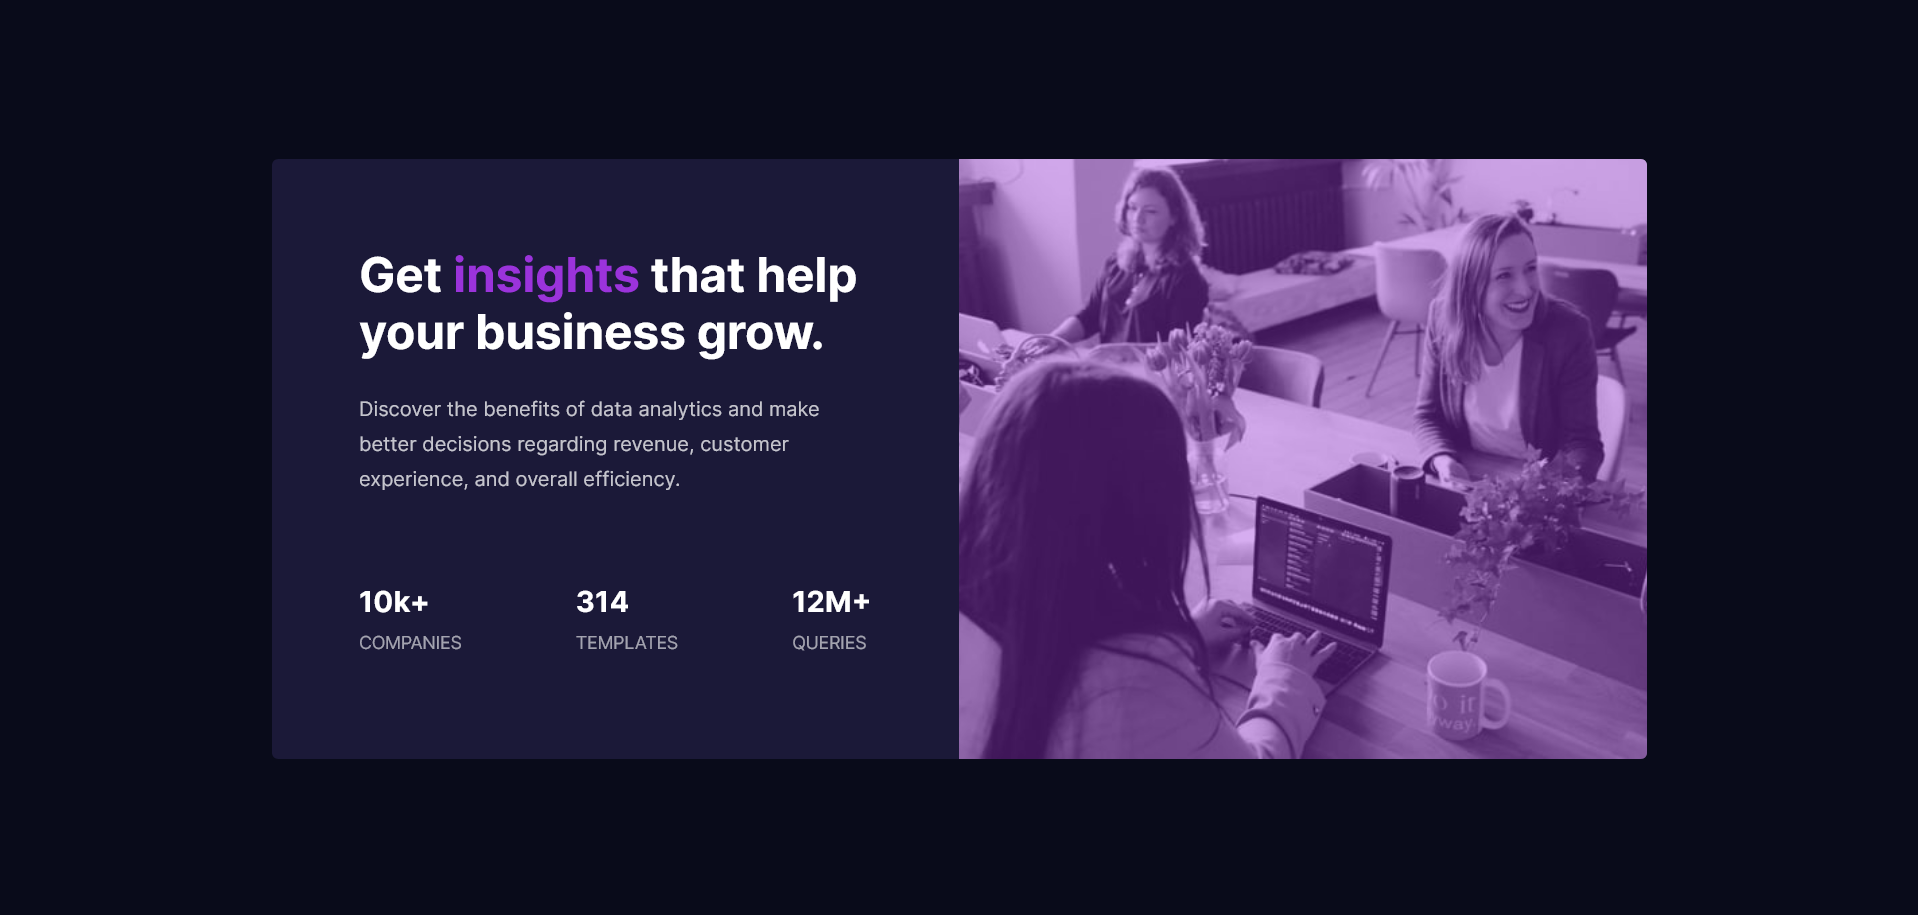 Get insights that help
your business grow.
Discover the benefits of data analytics and make
better decisions regarding revenue, customer
experience, and overall efficiency.
10k+
COMPANIES
314
TEMPLATES
12M+
QUERIES